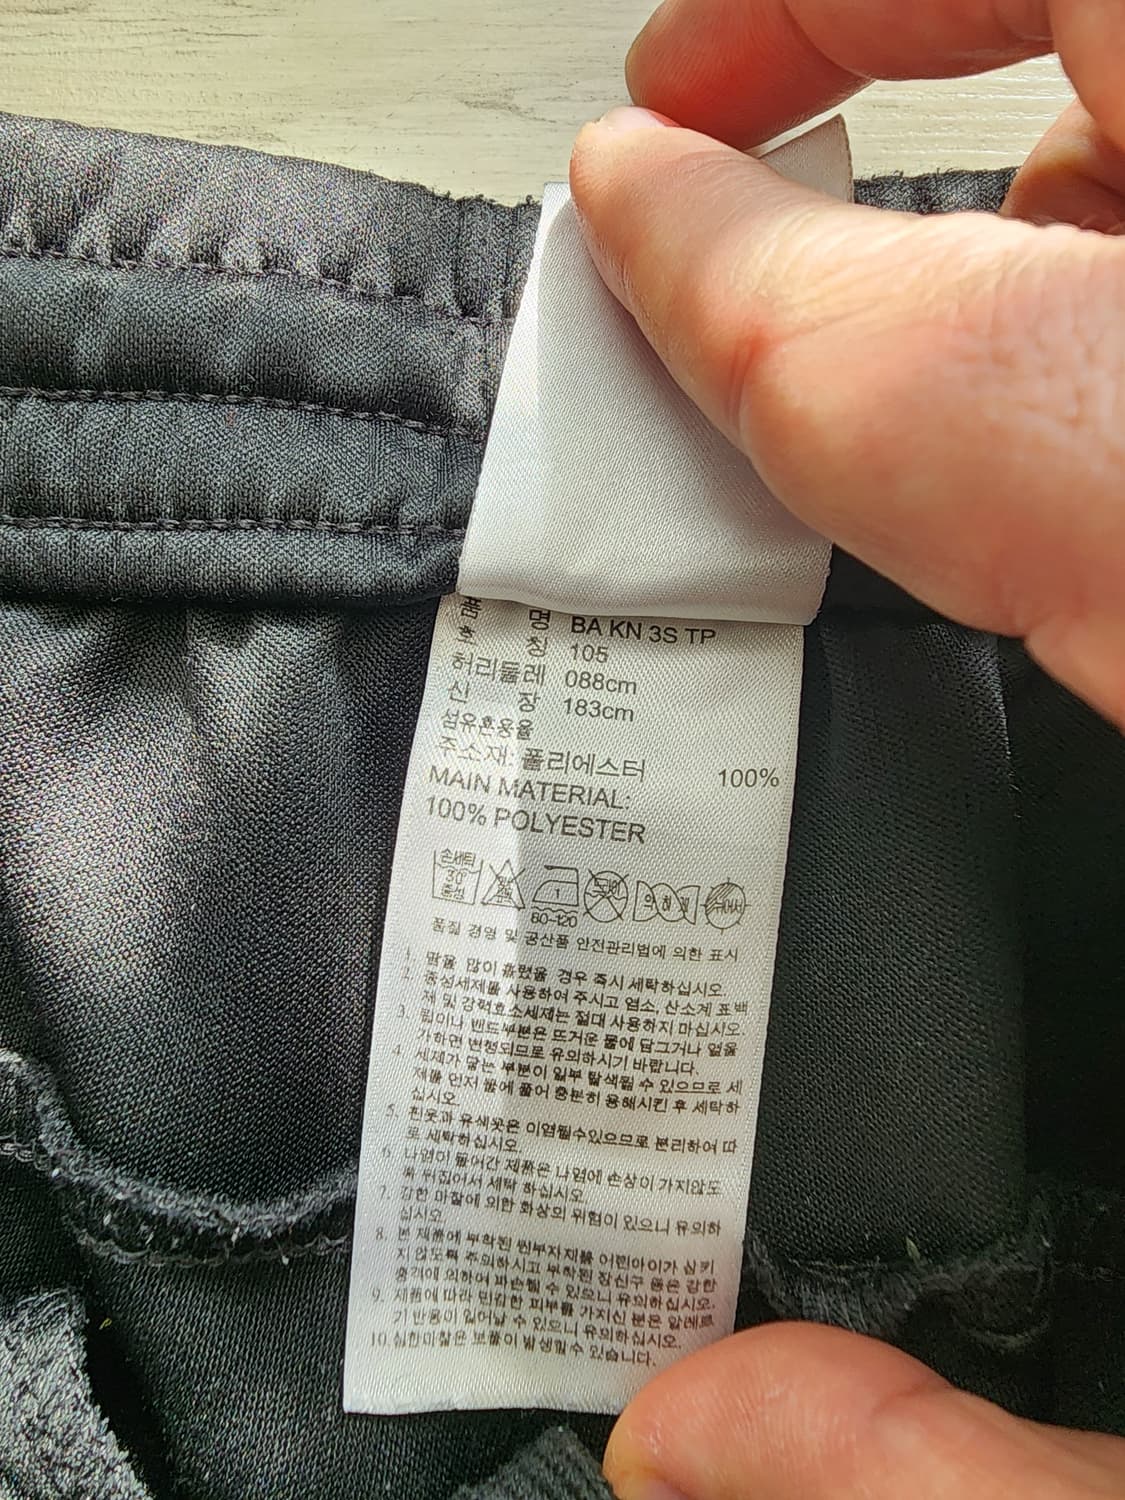 품 명 BA KN 3S TP
호 칭 105
허리둘레 088cm
신 장 183cm
섬유혼용율
주소재: 폴리에스터 100%
MAIN MATERIAL:
100% POLYESTER
손세탁 30° 중성 1 60-120 드라이 약하게 뉘어서
품질 경영 및 공산품 안전관리법에 의한 표시
1. 땀을 많이 흘렸을 경우 즉시 세탁하십시오.
2. 중성세제를 사용하여 주시고 염소, 산소계 표백
제 및 강력효소세제는 절대 사용하지 마십시오.
3. 립이나 밴드부분은 뜨거운 물에 담그거나 열을
가하면 변형되므로 유의하시기 바랍니다.
4. 세제가 닿는 부분이 일부 탈색될 수 있으므로 세
제를 먼저 물에 풀어 충분히 용해시킨 후 세탁하
십시오.
5. 흰옷과 유색옷은 이염될수있으므로 분리하여 따
로 세탁하십시오.
6. 나염이 들어간 제품은 나염에 손상이 가지않도
록 뒤집어서 세탁 하십시오.
7. 강한 마찰에 의한 화상의 위험이 있으니 유의하
십시오.
8. 본 제품에 부착된 원부자재를 어린아이가 삼키
지 않도록 주의하시고 부착된 장신구 등은 강한
충격에 의하여 파손될 수 있으니 유의하십시오.
9. 제품에 따라 민감한 피부를 가지신 분은 알레르
기 반응이 일어날 수 있으니 유의하십시오.
10.심한마찰은 보풀이 발생할수 있습니다.